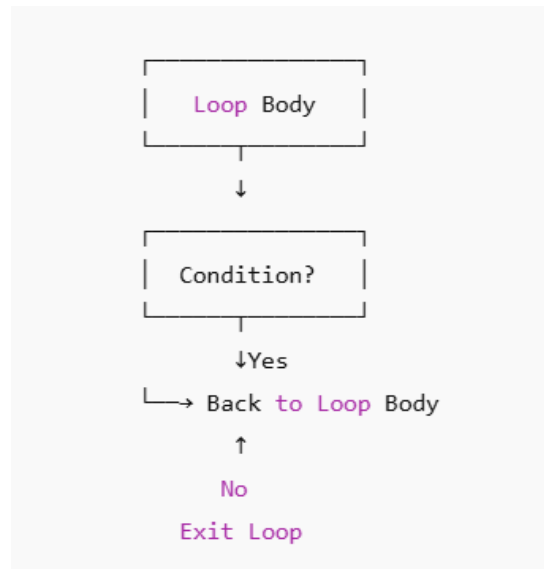 Loop Body
↓
Condition?
↓Yes
└──→ Back to Loop Body
↑
No
Exit Loop